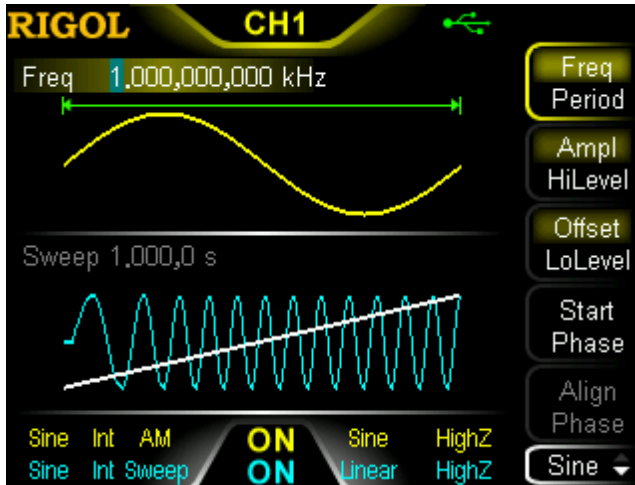 RIGOL CH1
Freq 1.000,000,000 kHz
Sweep 1.000,0 s
Sine Int AM ON Sine HighZ
Sine Int Sweep ON Linear HighZ
Freq
Period
Ampl
HiLevel
Offset
LoLevel
Start
Phase
Align
Phase
Sine